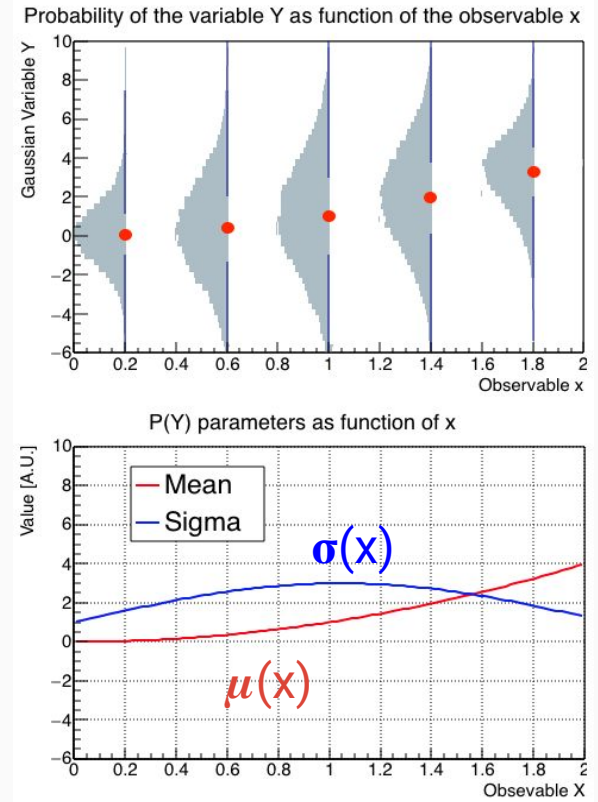 Probability of the variable Y as function of the observable x
Gaussian Variable Y
10
8
6
4
2
0
−2
−4
−6
0 0.2 0.4 0.6 0.8 1 1.2 1.4 1.6 1.8 2
Observable x
P(Y) parameters as function of x
Value [A.U.]
10
8
6
4
2
0
−2
−4
−6
Mean
Sigma
σ(x)
μ(x)
0 0.2 0.4 0.6 0.8 1 1.2 1.4 1.6 1.8 2
Obsevable X